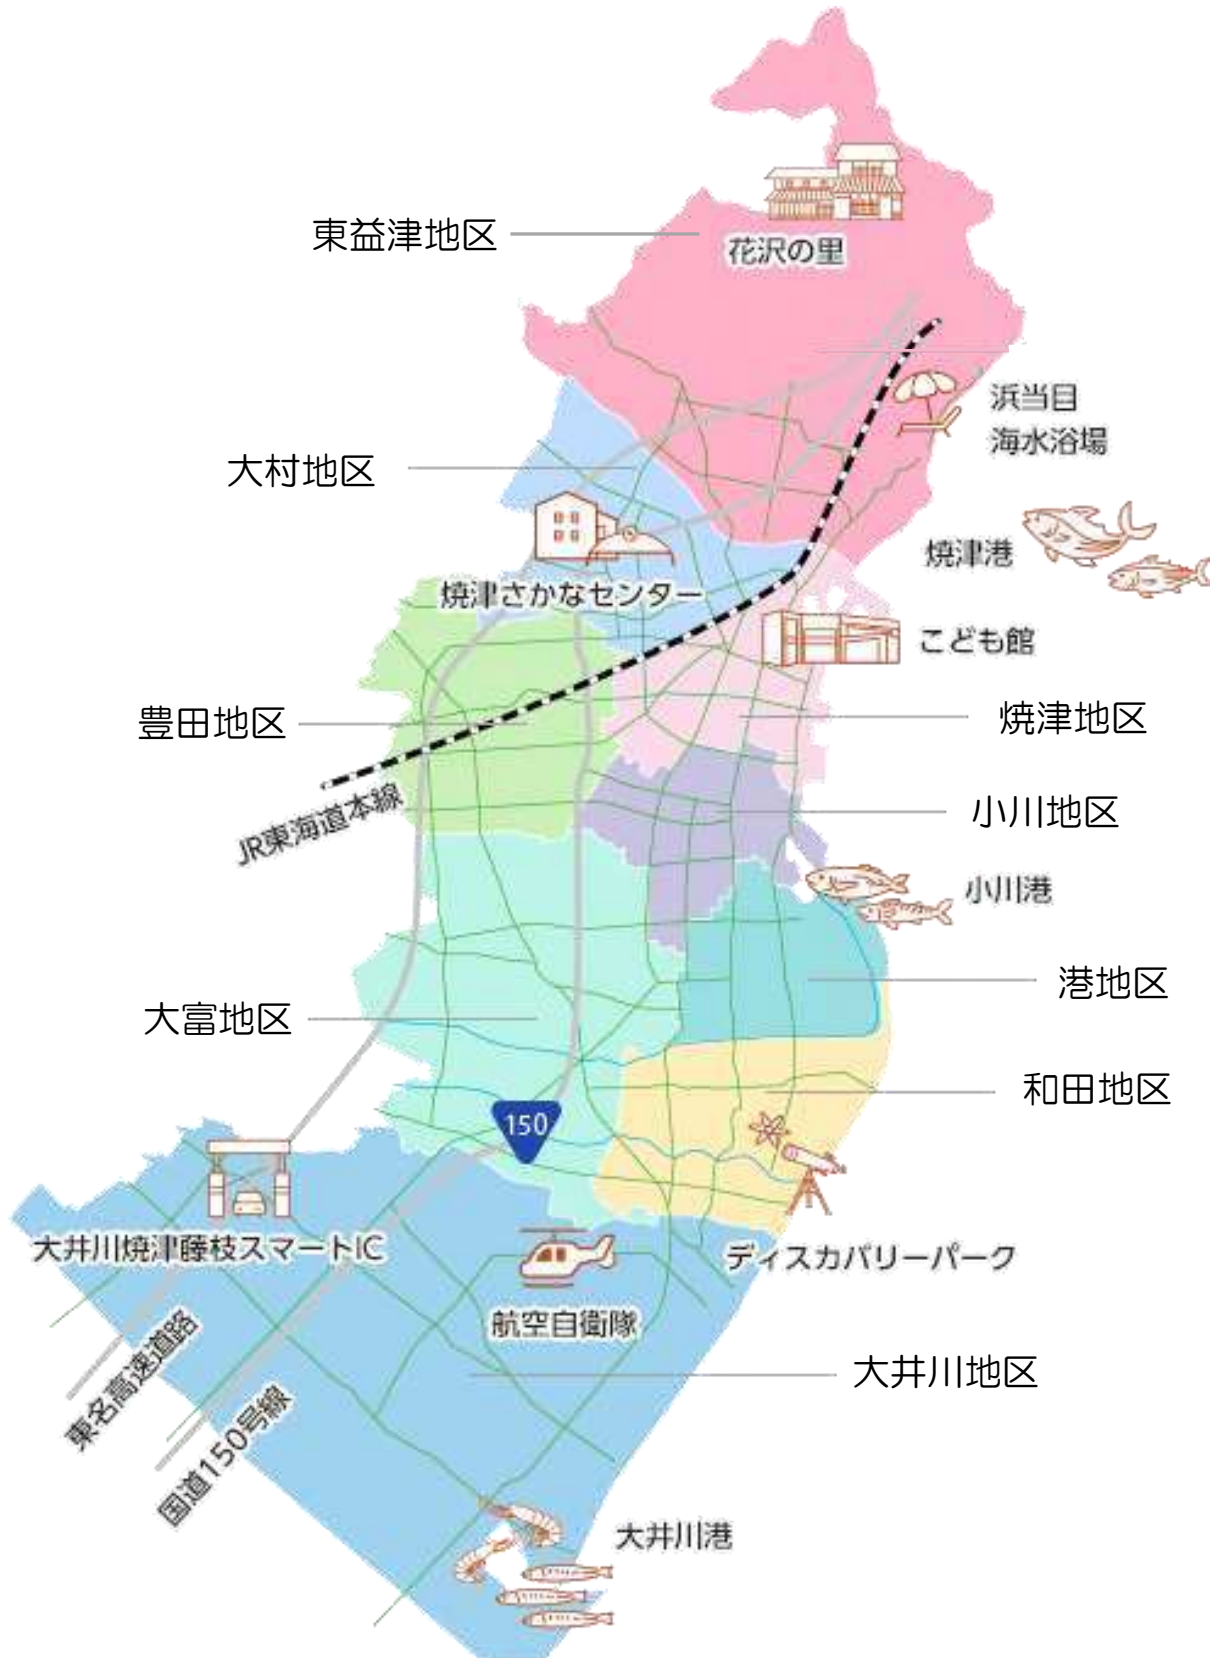 東益津地区
花沢の里
浜当目
海水浴場
大村地区
焼津港
焼津さかなセンター
こども館
豊田地区
焼津地区
JR東海道本線
小川地区
小川港
港地区
大富地区
和田地区
150
大井川焼津藤枝スマートIC
ディスカバリーパーク
航空自衛隊
大井川地区
東名高速道路
国道150号線
大井川港